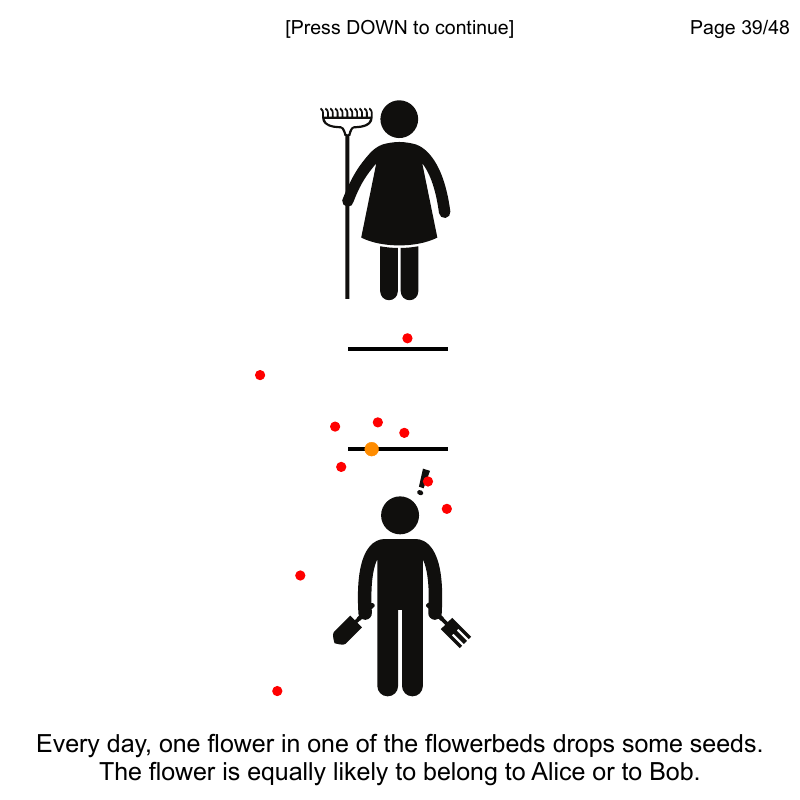 [Press DOWN to continue]
Page 39/48
!
Every day, one flower in one of the flowerbeds drops some seeds.
The flower is equally likely to belong to Alice or to Bob.